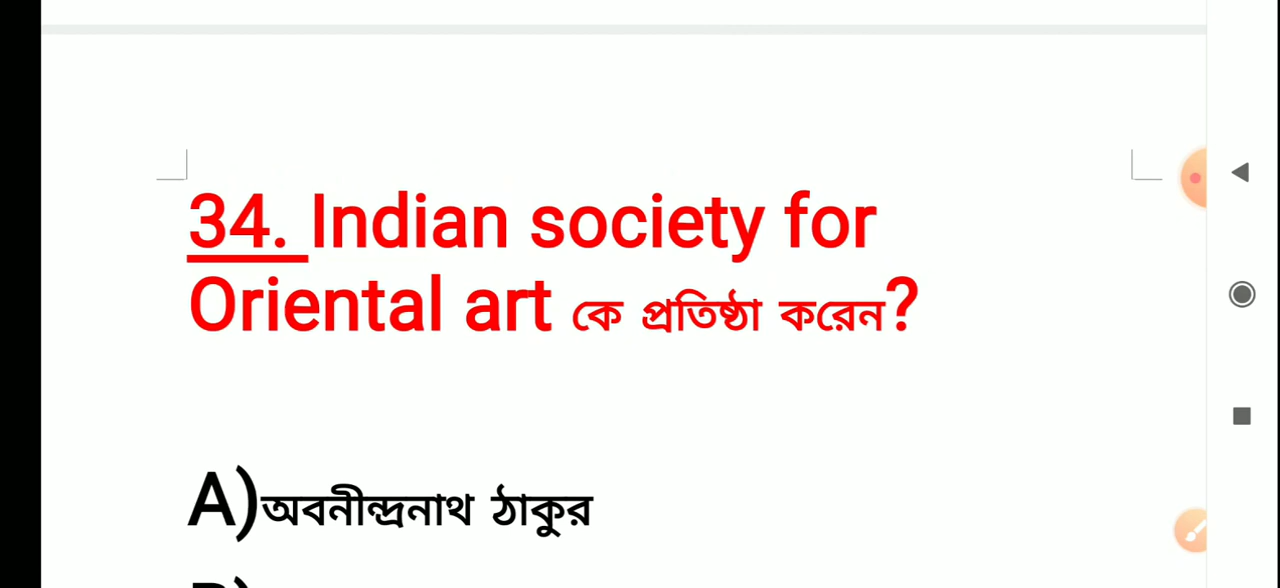 34. Indian society for
Oriental art কে প্রতিষ্ঠা করেন?
A)অবনীন্দ্রনাথ ঠাকুর